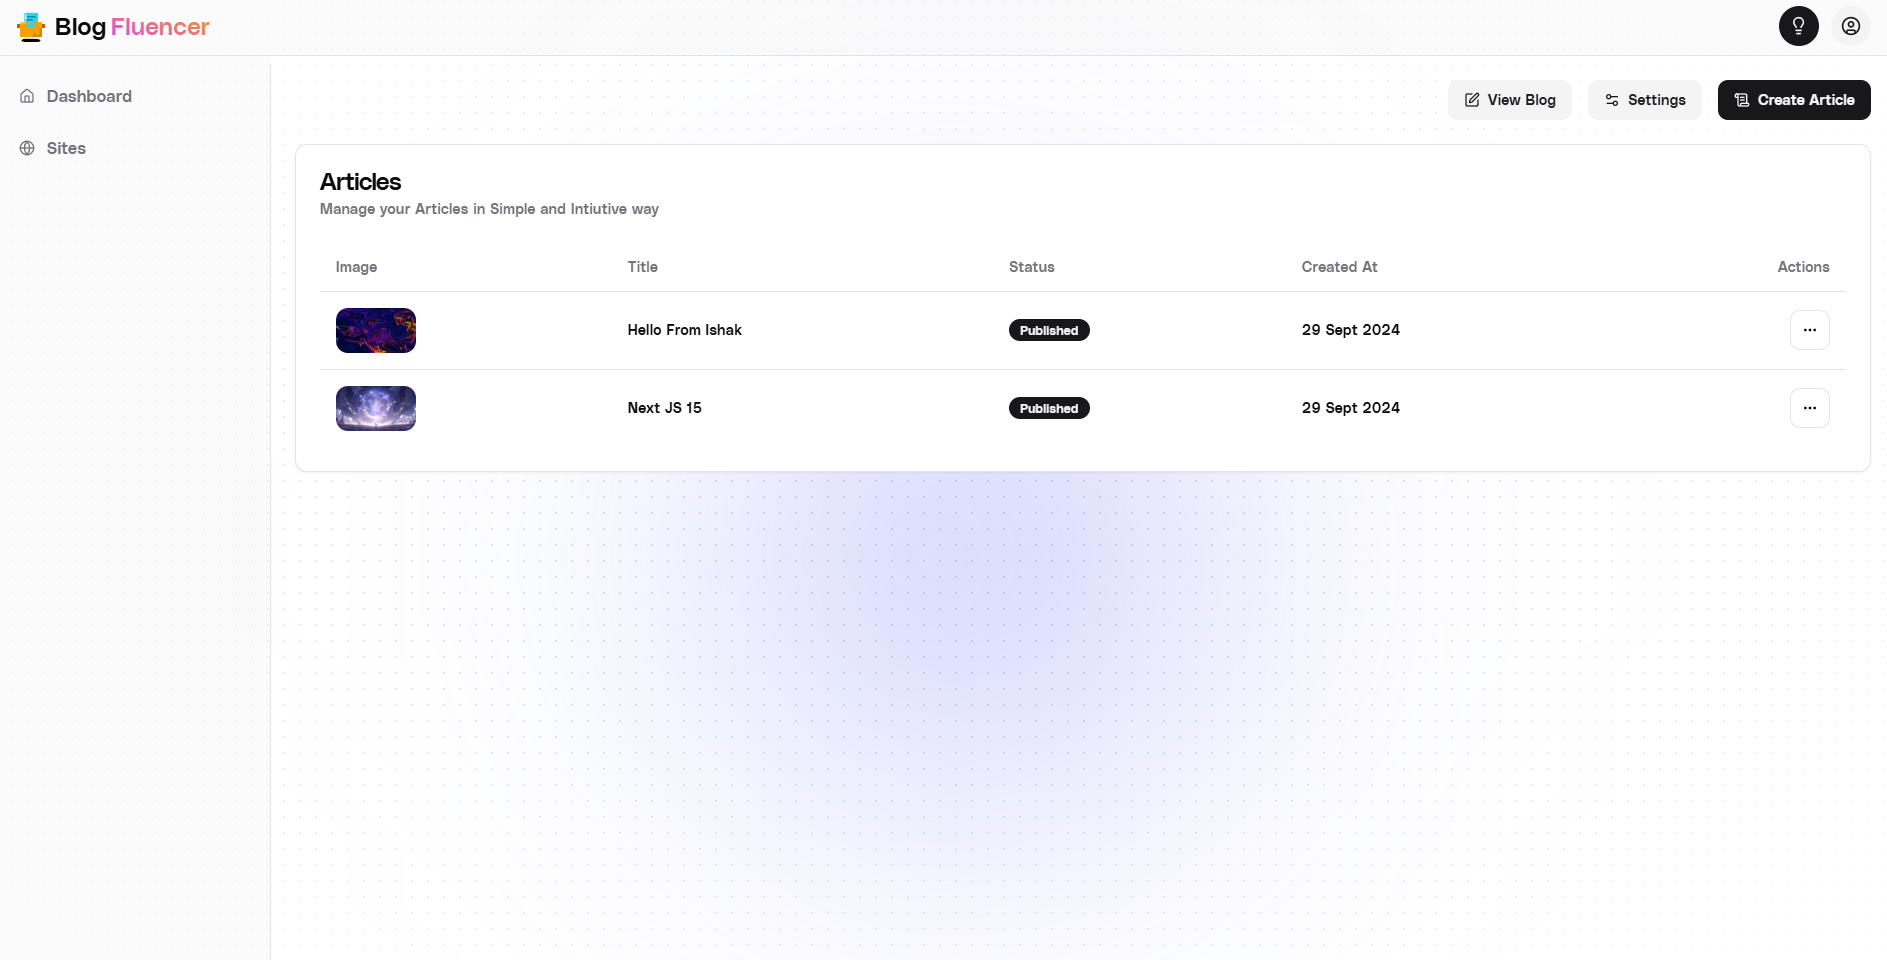 Blog Fluencer
Dashboard
Sites
View Blog
Settings
Create Article
Articles
Manage your Articles in Simple and Intiutive way
Image Title Status Created At Actions
Hello From Ishak Published 29 Sept 2024
Next JS 15 Published 29 Sept 2024